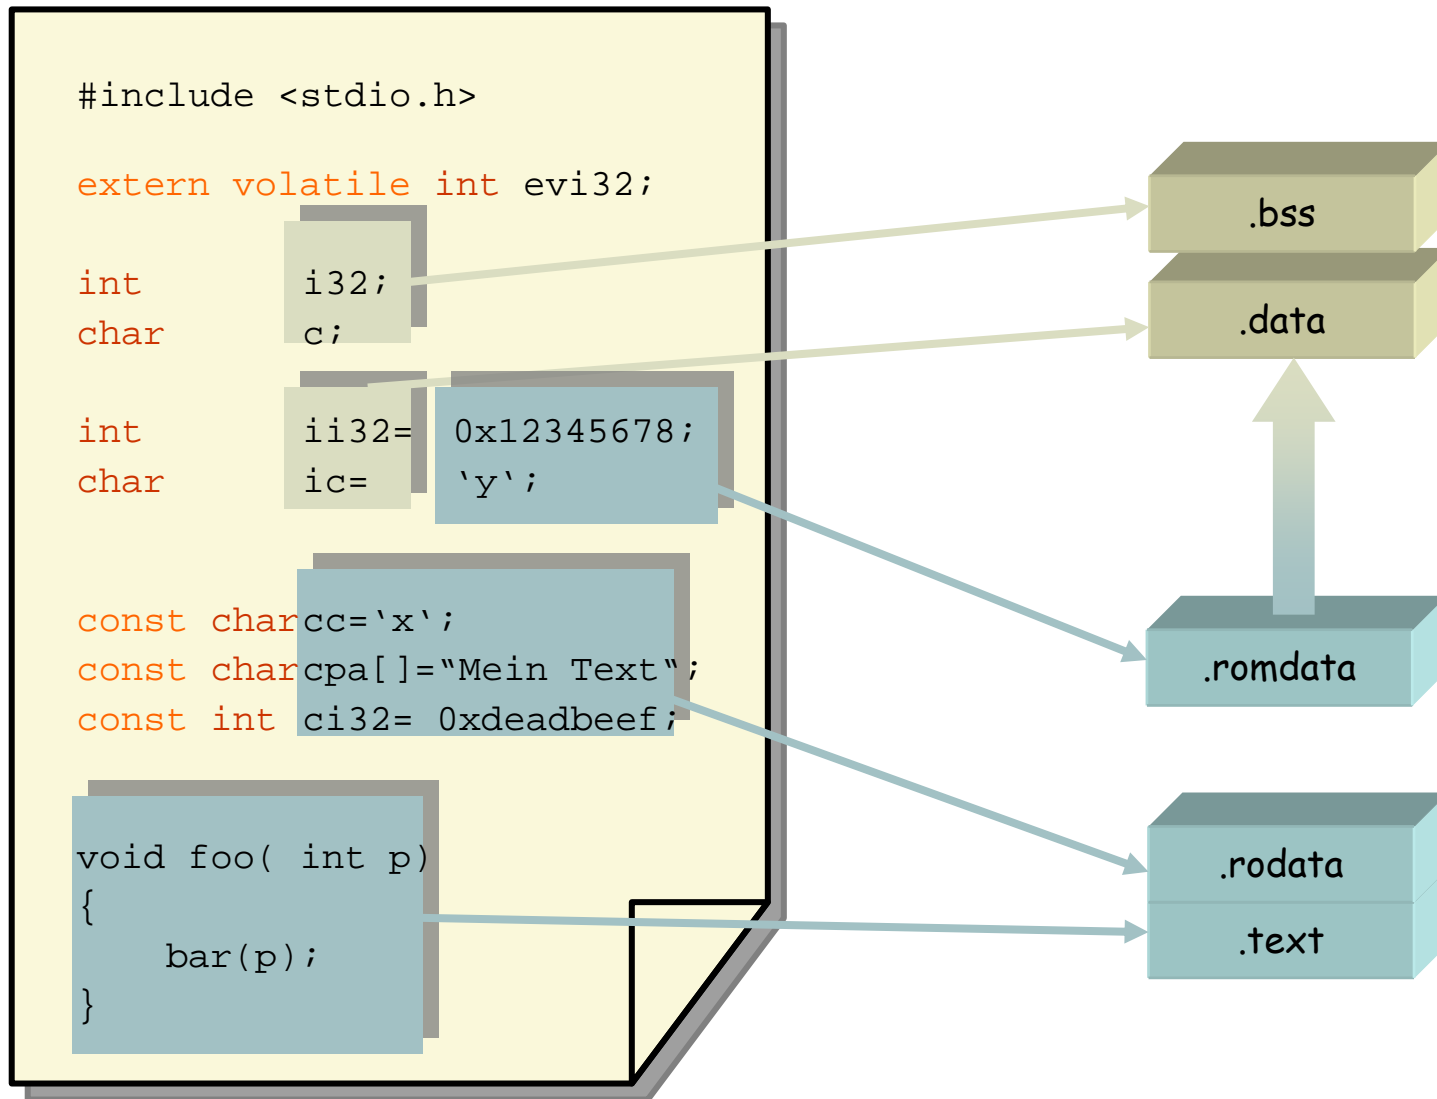 #include <stdio.h>
extern volatile int evi32;
int i32;
char c;
int ii32= 0x12345678;
char ic= ‘y‘;
const char cc=‘x‘;
const char cpa[]=“Mein Text“;
const int ci32= 0xdeadbeef;
void foo( int p)
{
bar(p);
}
.bss
.data
.romdata
.rodata
.text